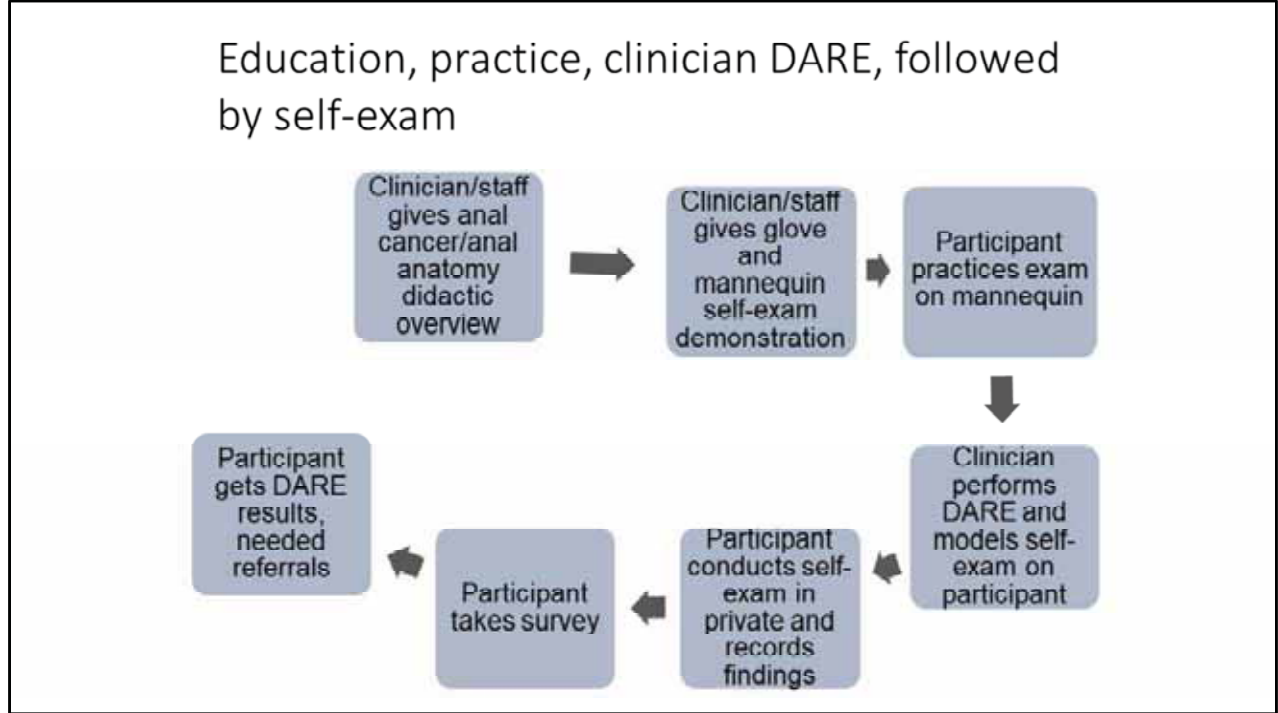 Education, practice, clinician DARE, followed
by self-exam
Clinician/staff
gives anal
cancer/anal
anatomy
didactic
overview
Clinician/staff
gives glove
and
mannequin
self-exam
demonstration
Participant
practices exam
on mannequin
Clinician
performs
DARE and
models self-
exam on
participant
Participant
conducts self-
exam in
private and
records
findings
Participant
takes survey
Participant
gets DARE
results,
needed
referrals